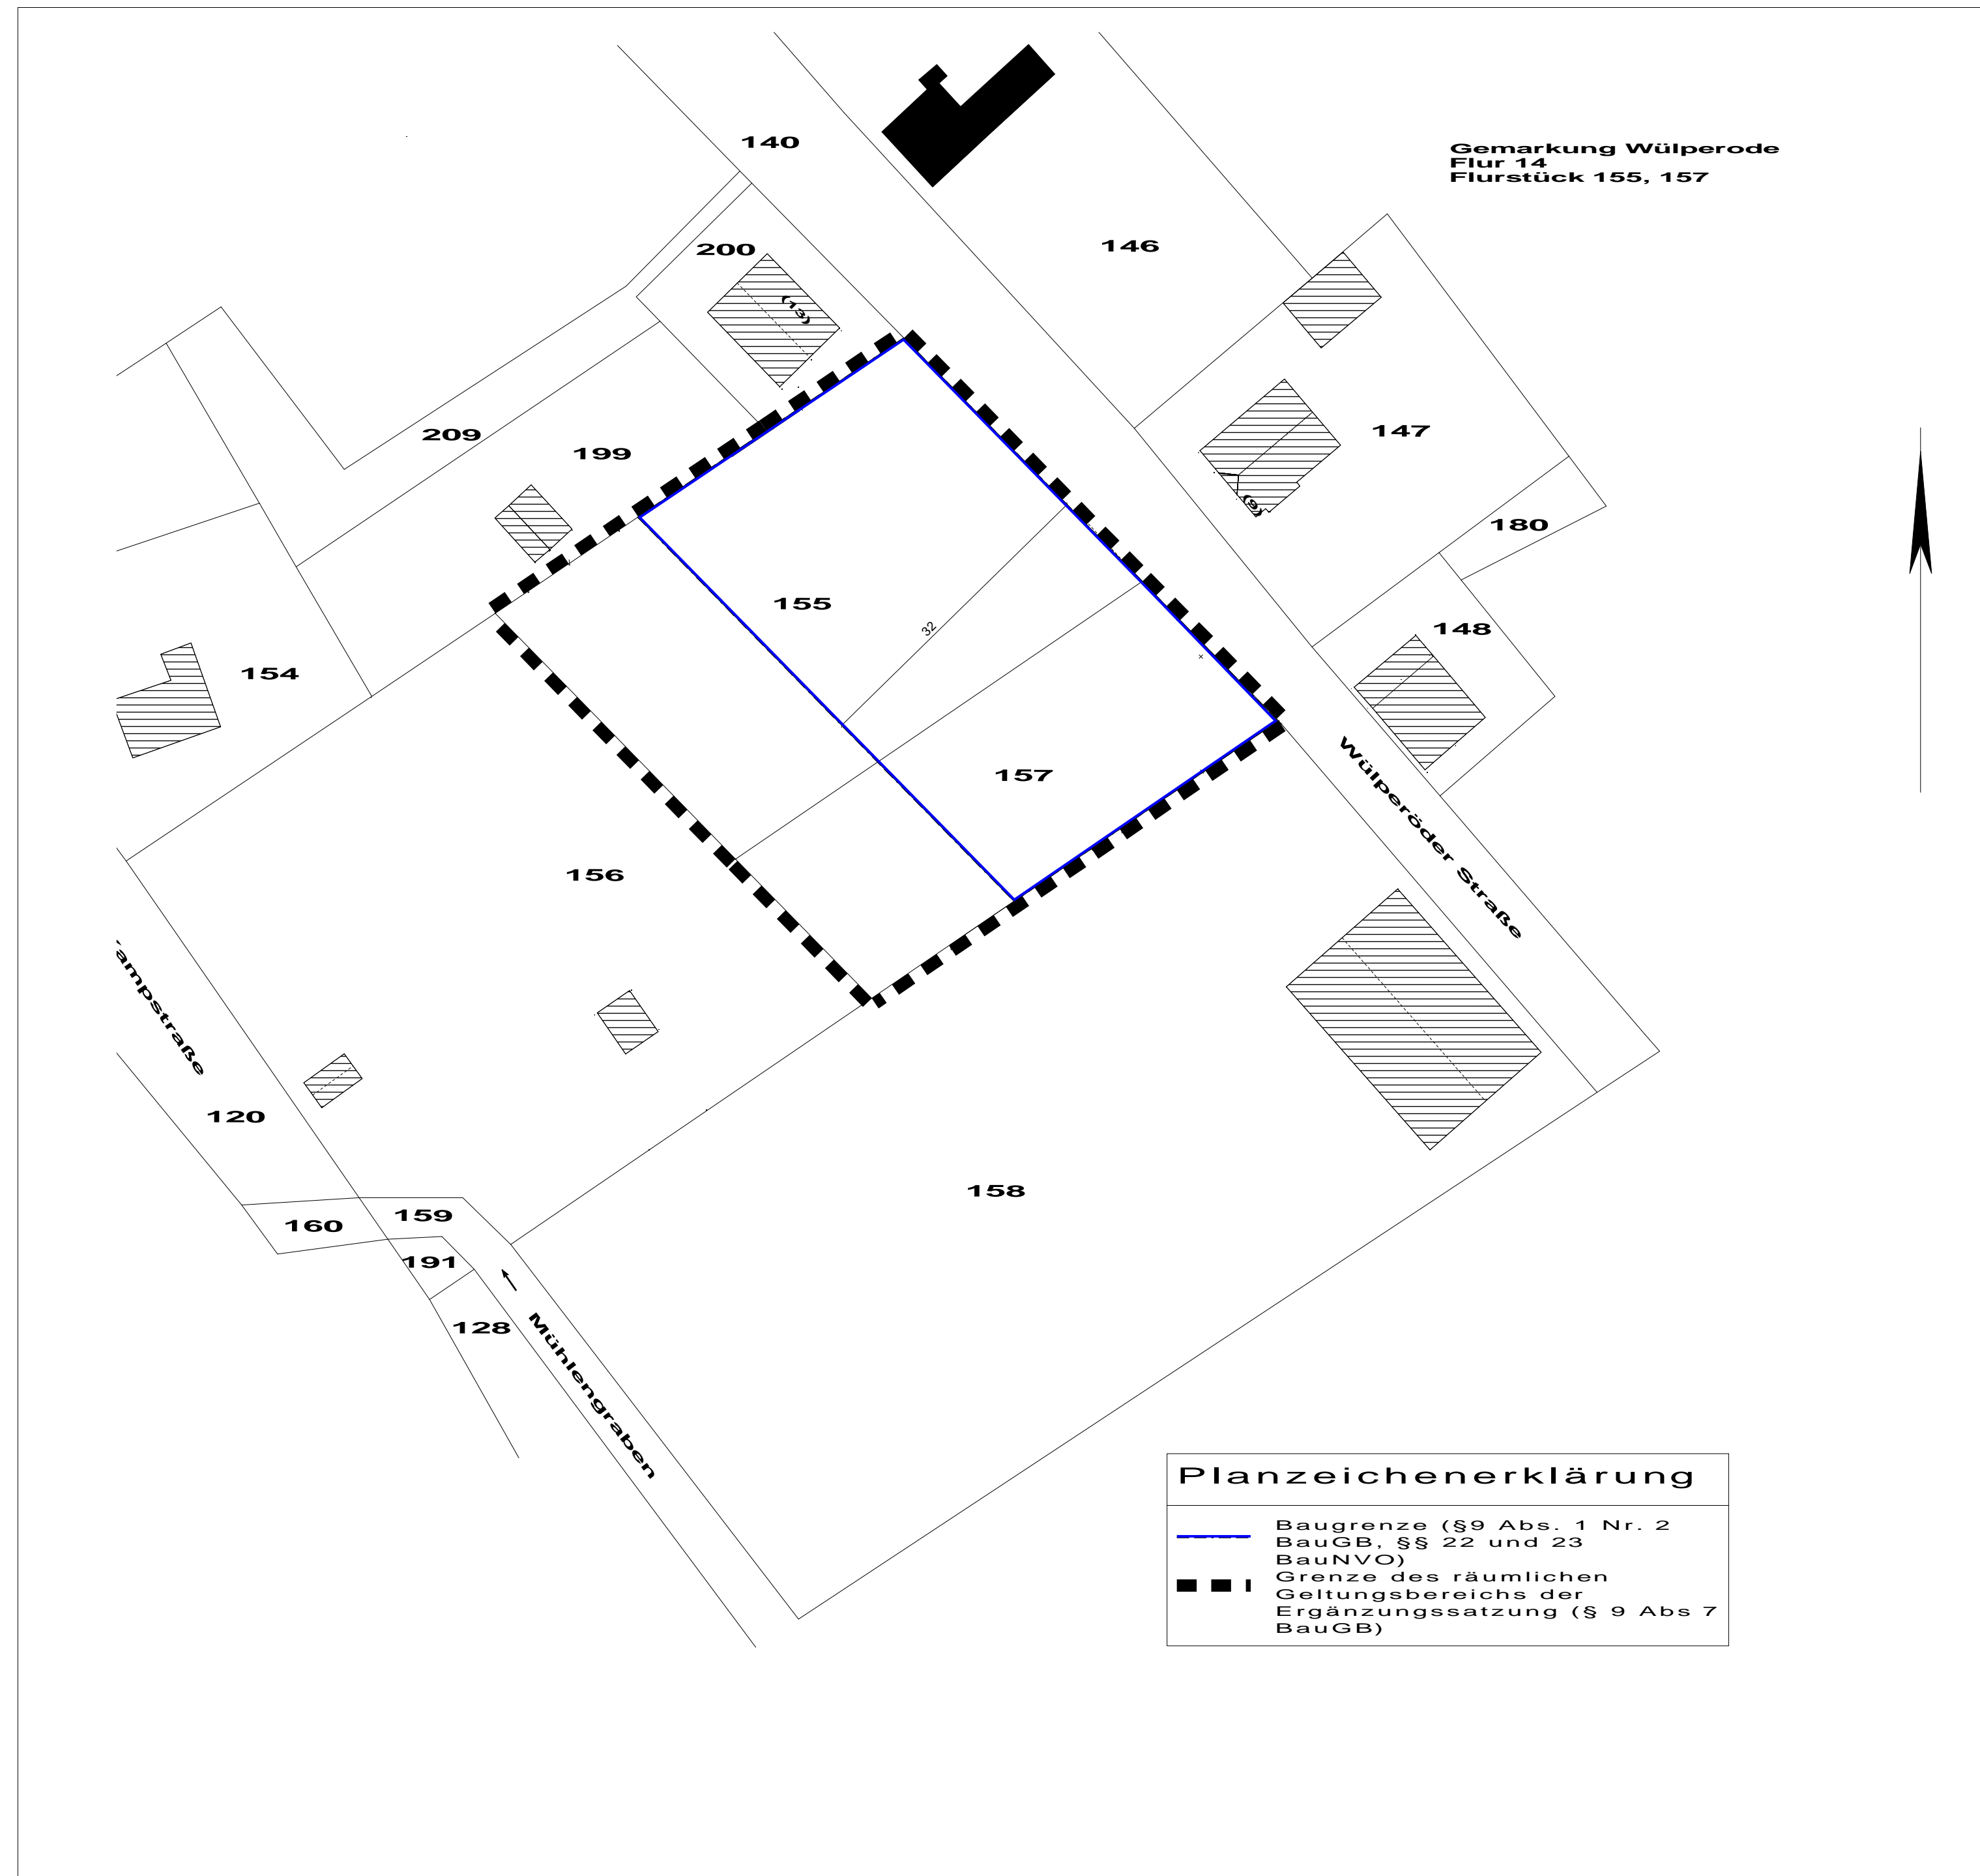 140
Gemarkung Wülperode
Flur 14
Flurstück 155, 157
200
146
(13)
209
199
147
(9)
180
155
32
148
154
157
Wülperöder Straße
156
ampstraße
120
158
159
160
191
128
Mühlengraben
Planzeichenerklärung
Baugrenze (§9 Abs. 1 Nr. 2
BauGB, §§ 22 und 23
BauNVO)
Grenze des räumlichen
Geltungsbereichs der
Ergänzungssatzung (§ 9 Abs 7
BauGB)